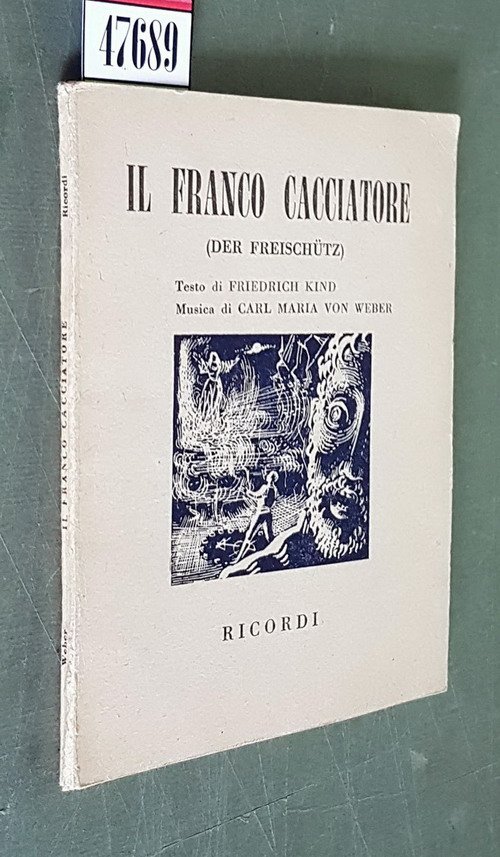 47689
IL FRANCO CACCIATORE
(DER FREISCHÜTZ)
Testo di FRIEDRICH KIND
Musica di CARL MARIA VON WEBER
RICORDI
Weber IL FRANCO CACCIATORE Ricordi